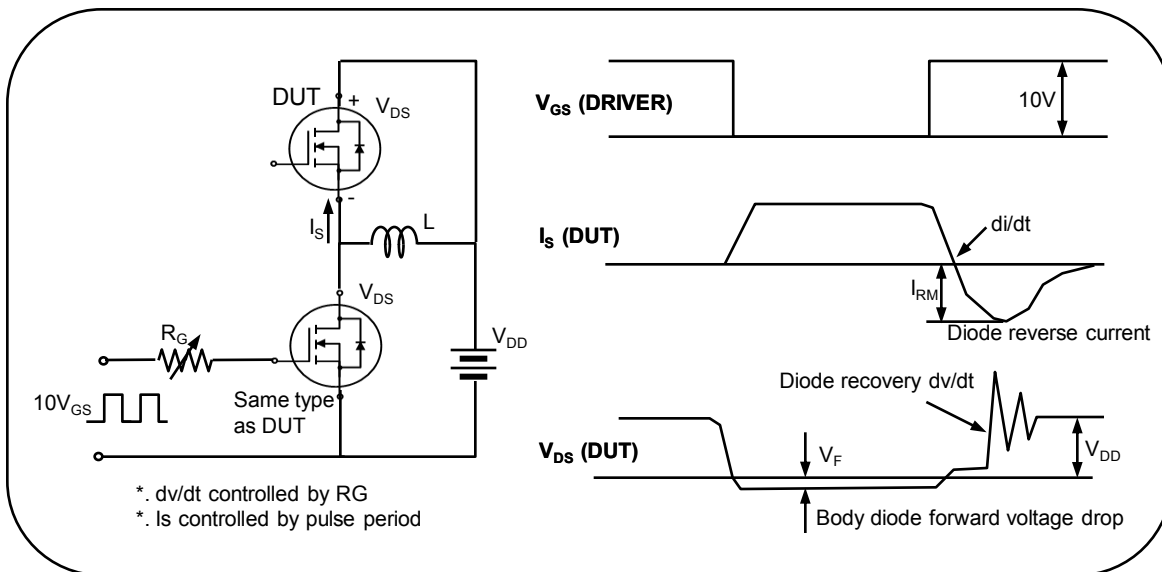 DUT
+
V_DS
-
I_S
L
V_DS
R_G
V_DD
10V_GS
Same type
as DUT
*. dv/dt controlled by RG
*. Is controlled by pulse period
V_GS (DRIVER)
10V
I_S (DUT)
di/dt
I_RM
Diode reverse current
Diode recovery dv/dt
V_DS (DUT)
V_F
V_DD
Body diode forward voltage drop